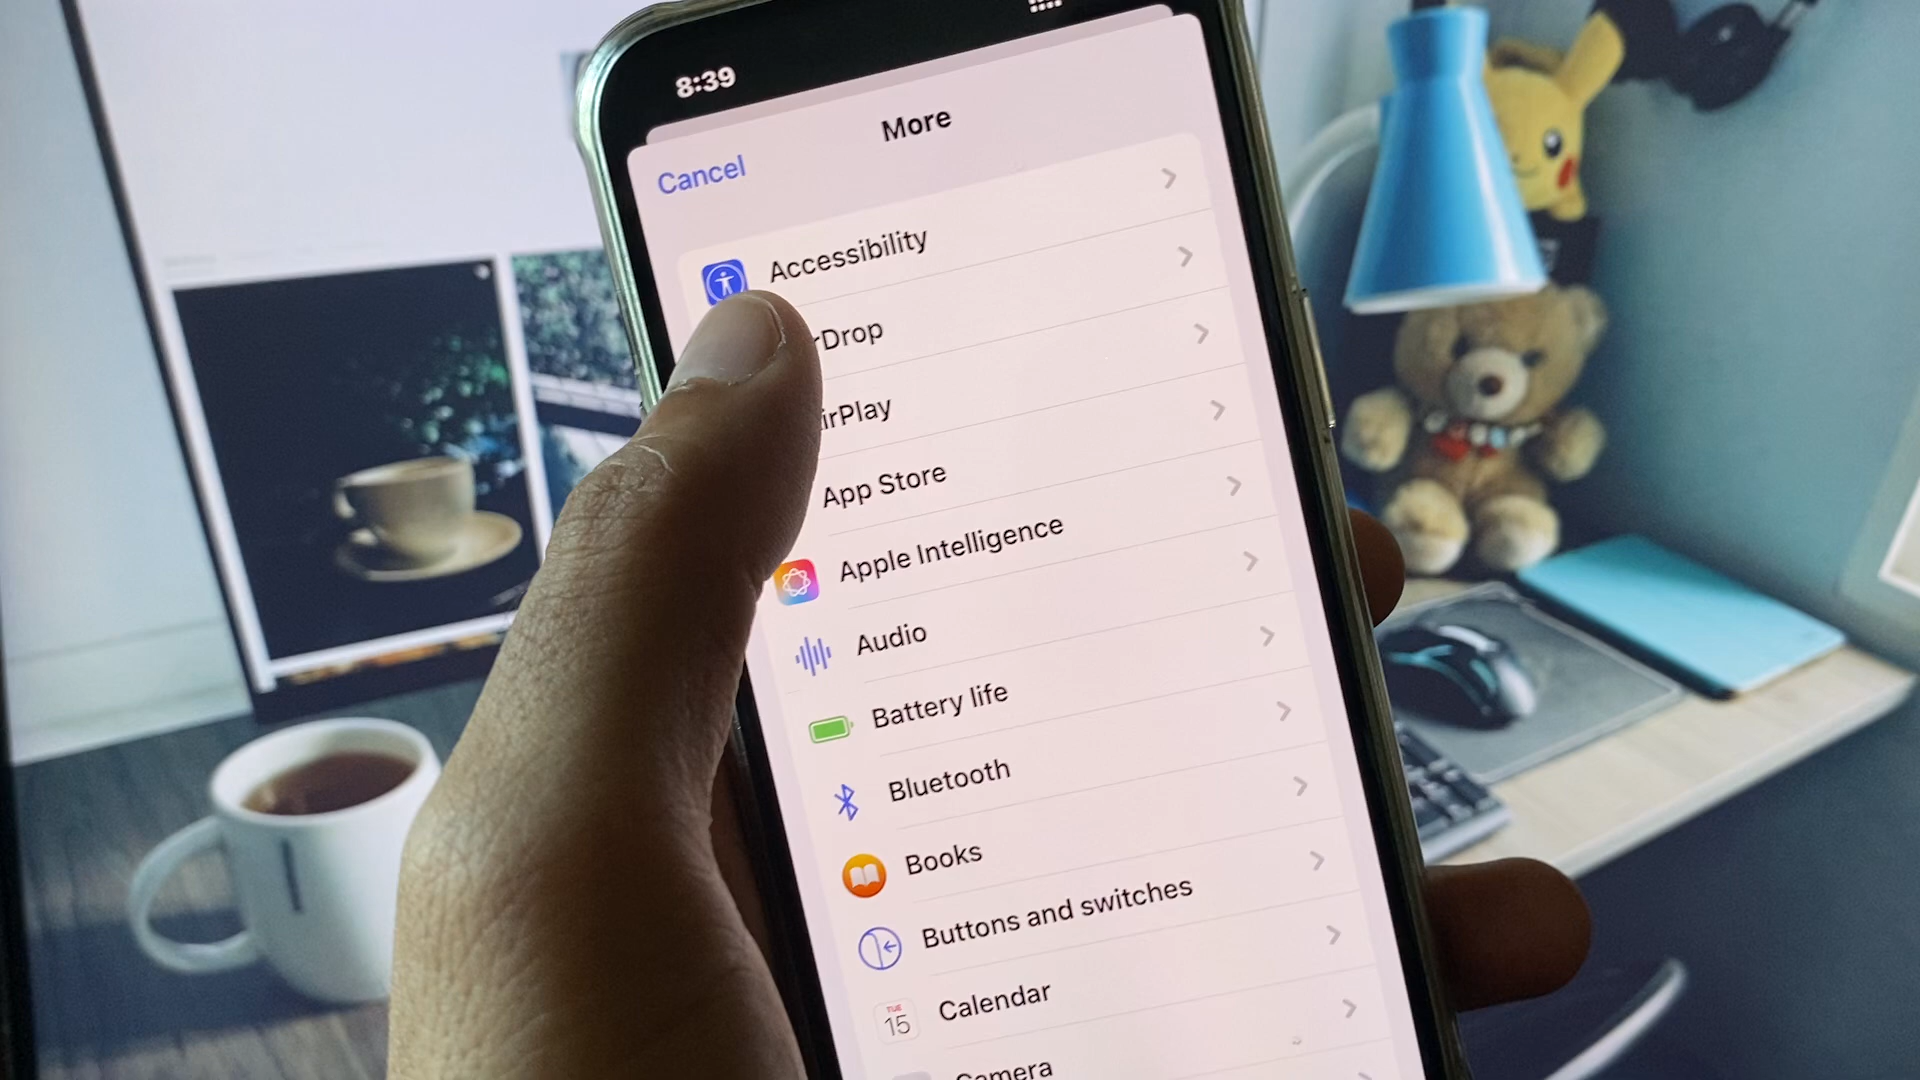 8:39
More
Cancel
Accessibility
rDrop
irPlay
App Store
Apple Intelligence
Audio
Battery life
Bluetooth
Books
Buttons and switches
TUE
15
Calendar
Camera